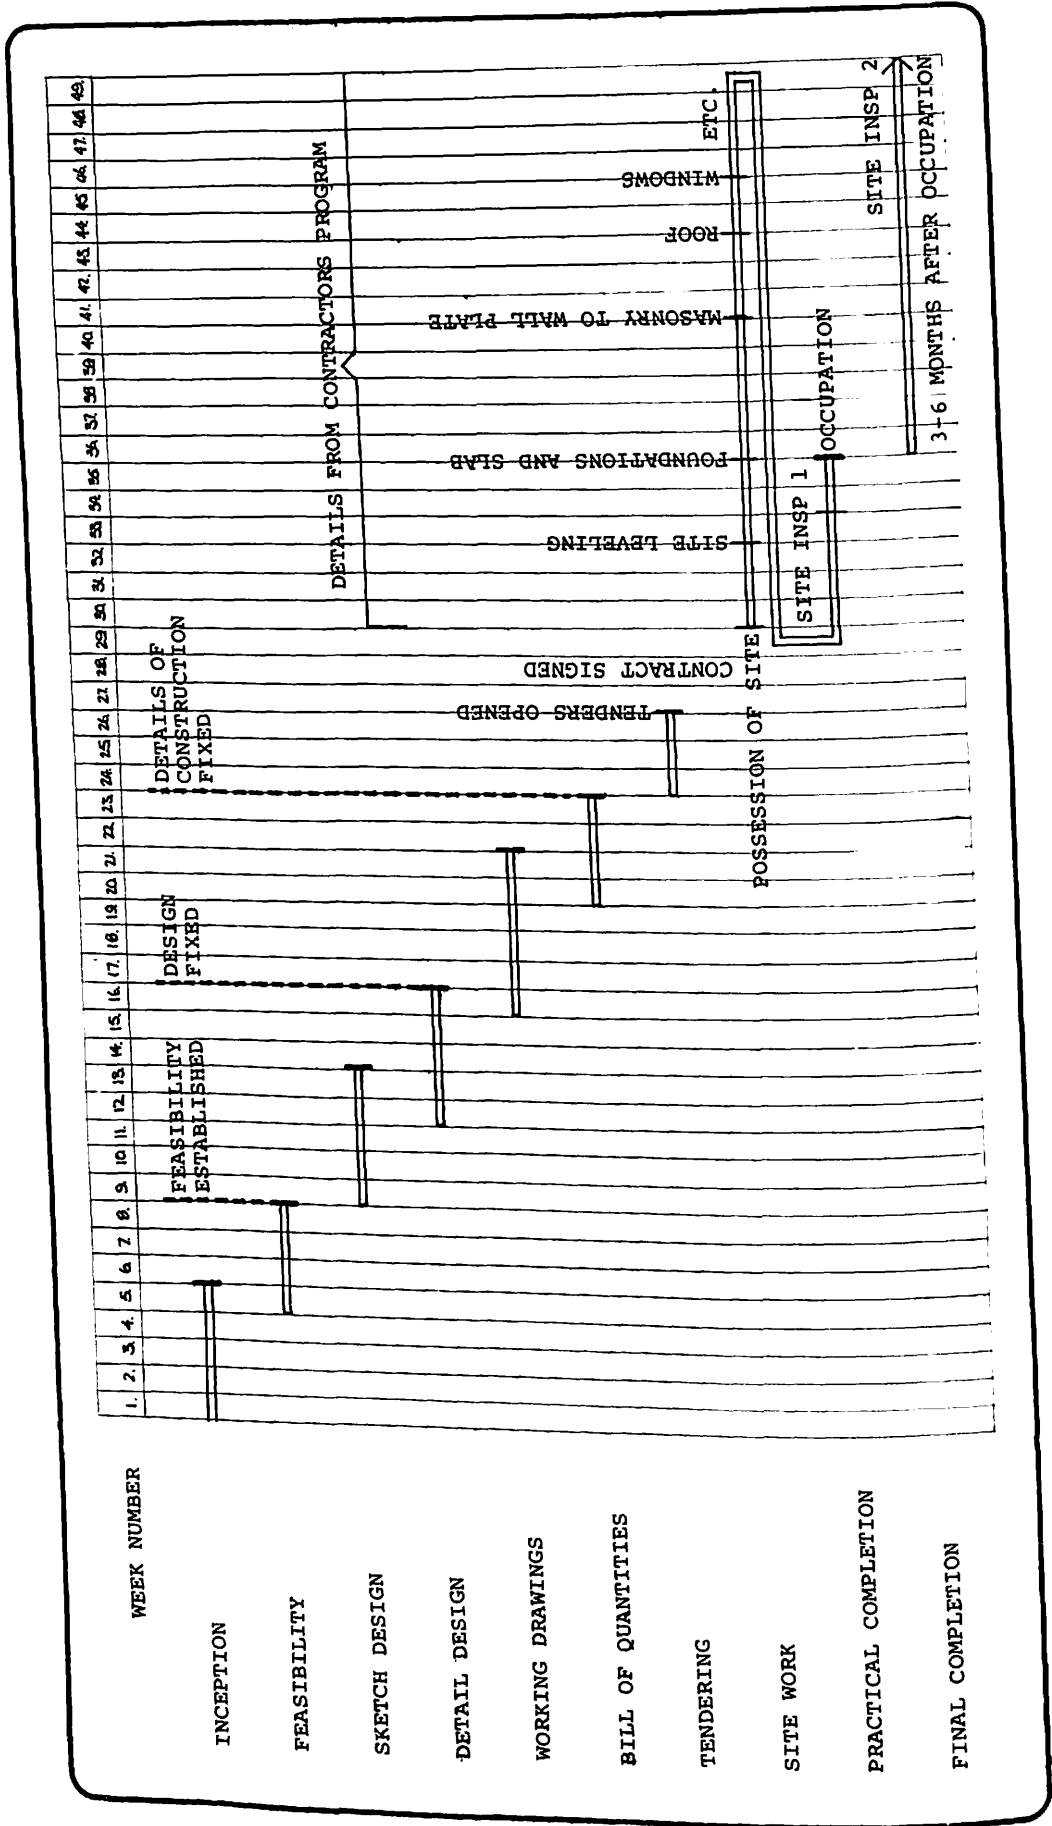 WEEK NUMBER
1. 2. 3. 4. 5. 6. 7. 8. 9. 10. 11. 12. 13. 14. 15. 16. 17. 18. 19. 20. 21. 22. 23. 24. 25. 26. 27. 28. 29. 30. 31. 32. 33. 34. 35. 36. 37. 38. 39. 40. 41. 42. 43. 44. 45. 46. 47. 48. 49.
FEASIBILITY
ESTABLISHED
DESIGN
FIXED
DETAILS OF
CONSTRUCTION
FIXED
INCEPTION
FEASIBILITY
SKETCH DESIGN
DETAILS FROM CONTRACTORS PROGRAM
DETAIL DESIGN
WORKING DRAWINGS
BILL OF QUANTITIES
TENDERING
TENDERS OPENED
CONTRACT SIGNED
SITE LEVELING
FOUNDATIONS AND SLAB
MASONRY TO WALL PLATE
ROOF
WINDOWS
ETC.
SITE WORK
POSSESSION OF SITE
PRACTICAL COMPLETION
SITE INSP 1
OCCUPATION
SITE INSP 2
FINAL COMPLETION
3-6 MONTHS AFTER OCCUPATION